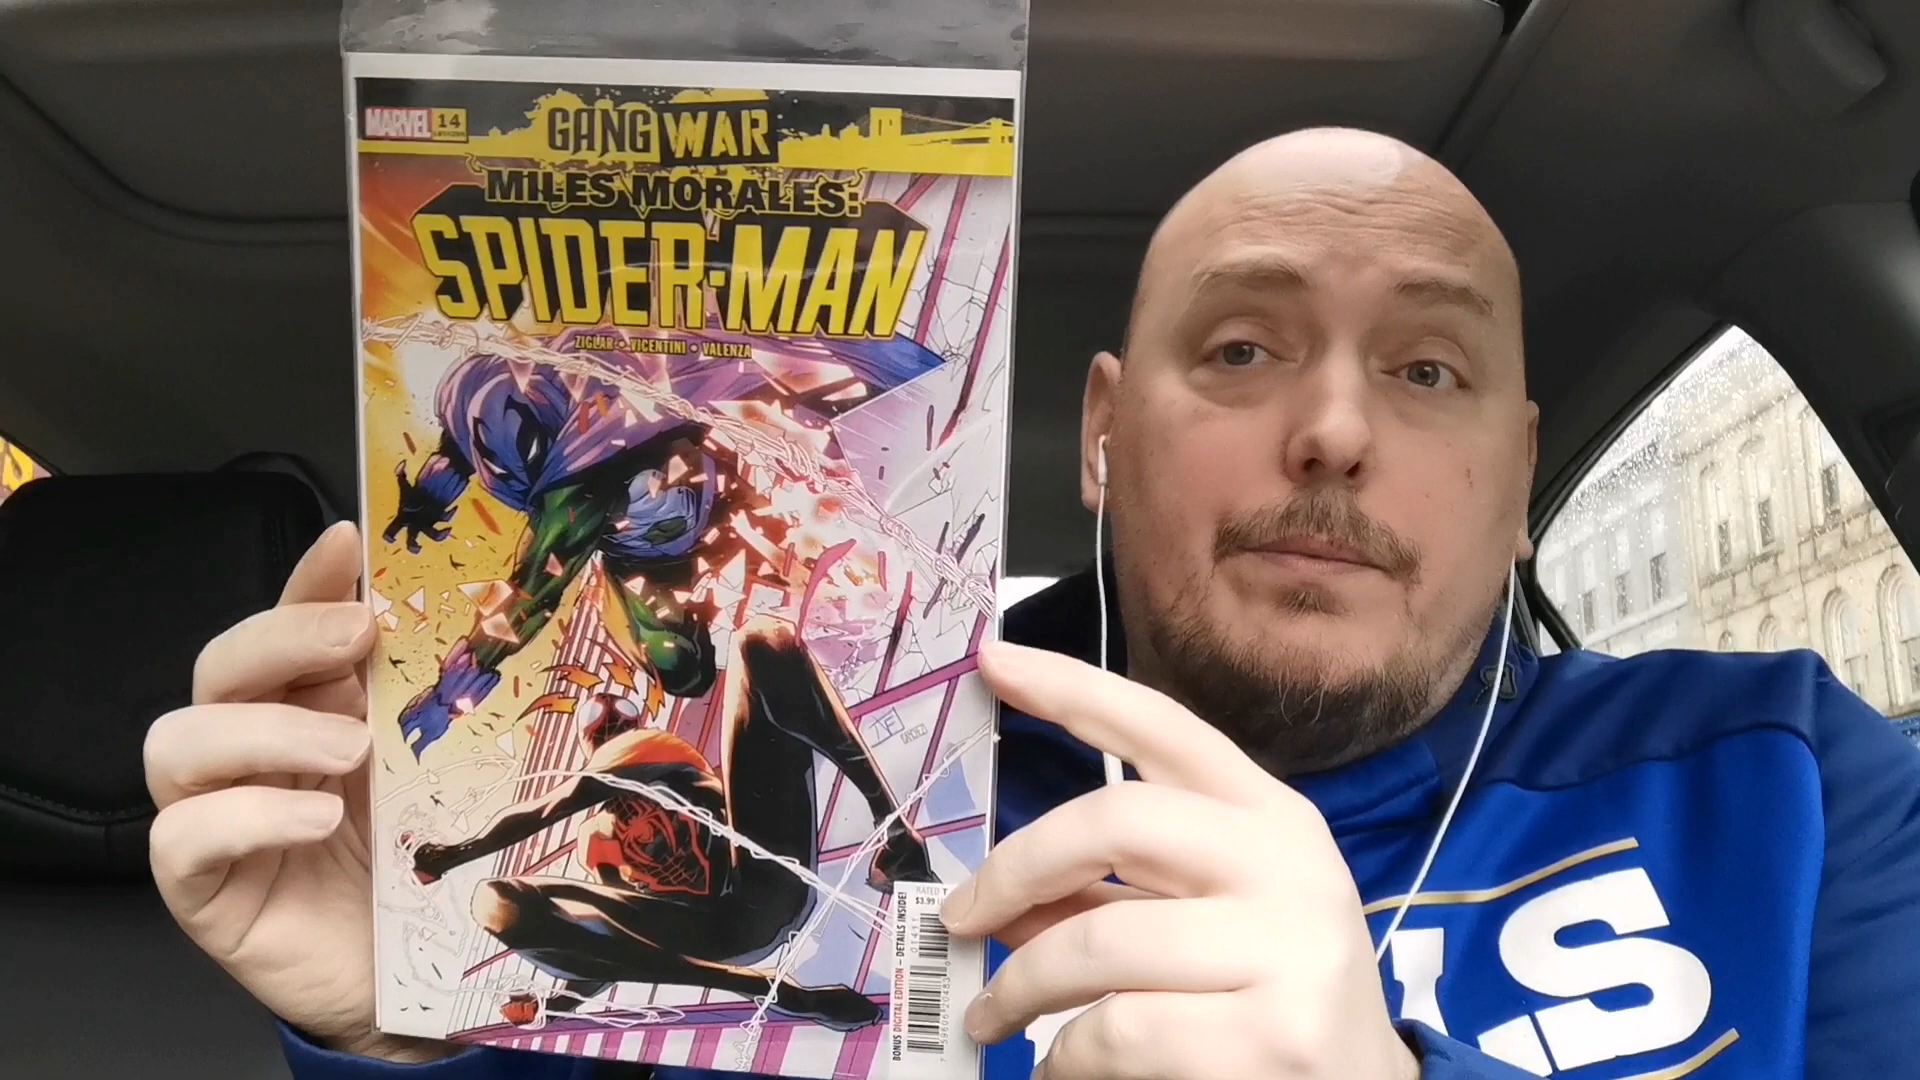 MARVEL 14
GANG WAR
MILES MORALES:
SPIDER-MAN
ZIGLAR • VICENTINI • VALENZA
RATED T
$3.99
BONUS DIGITAL EDITION – DETAILS INSIDE!
LS